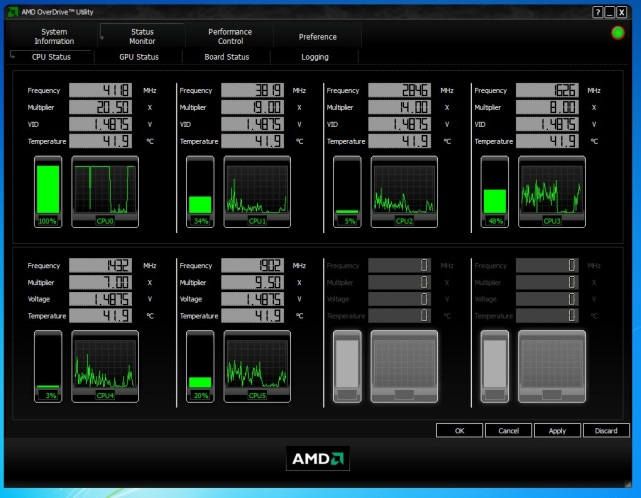 AMD OverDrive™ Utility
? _ X
System Information
Status Monitor
Performance Control
Preference
CPU Status
GPU Status
Board Status
Logging
Frequency 4118 MHz
Multiplier 20.50 X
VID 1.4875 V
Temperature 41.9 °C
100% CPU0
Frequency 3819 MHz
Multiplier 19.00 X
VID 1.4875 V
Temperature 41.9 °C
34% CPU1
Frequency 2846 MHz
Multiplier 14.00 X
VID 1.4875 V
Temperature 41.9 °C
5% CPU2
Frequency 1626 MHz
Multiplier 8.00 X
VID 1.4875 V
Temperature 41.9 °C
48% CPU3
Frequency 1432 MHz
Multiplier 7.00 X
Voltage 1.4875 V
Temperature 41.9 °C
3% CPU4
Frequency 1902 MHz
Multiplier 9.50 X
Voltage 1.4875 V
Temperature 41.9 °C
20% CPU5
Frequency 0 MHz
Multiplier 0 X
Voltage 0 V
Temperature 0 °C
Frequency 0 MHz
Multiplier 0 X
Voltage 0 V
Temperature 0 °C
OK
Cancel
Apply
Discard
AMD